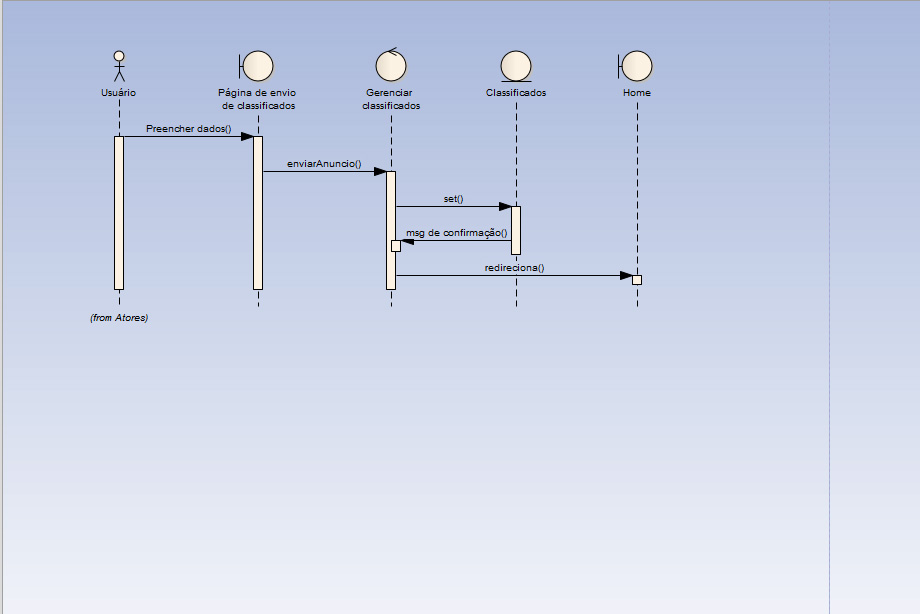 Usuário
Página de envio
de classificados
Gerenciar
classificados
Classificados
Home
Preencher dados()
enviarAnuncio()
set()
msg de confirmação()
redireciona()
(from Atores)